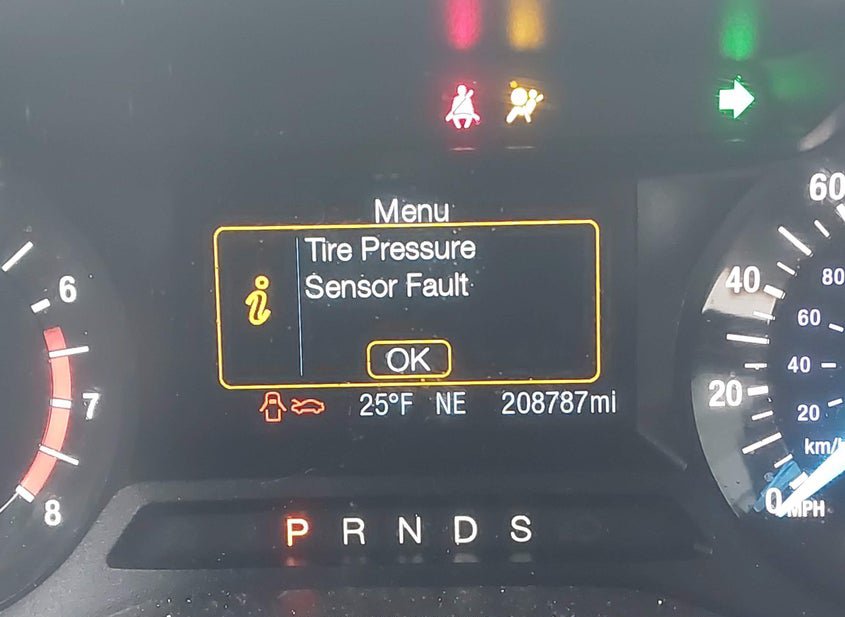 Menu
Tire Pressure
Sensor Fault
OK
25°F NE 208787mi
P R N D S
6
7
8
60
40
20
0
MPH
80
60
40
20
km/h